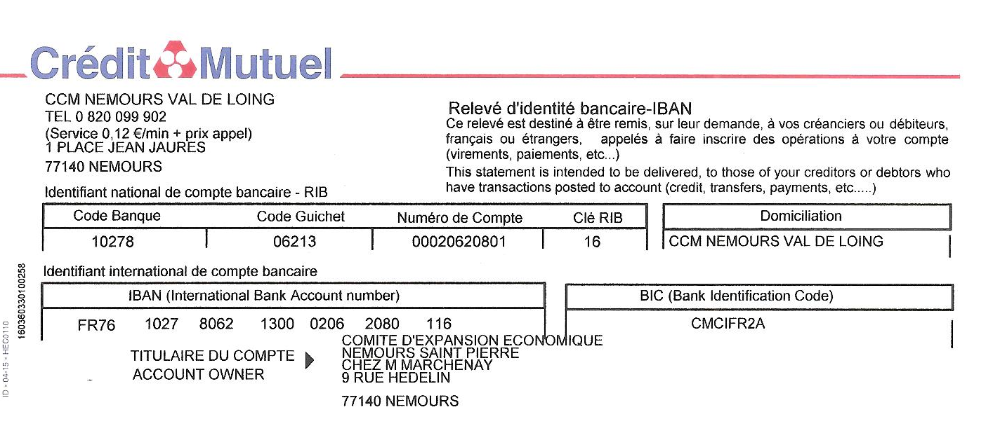 Crédit Mutuel
CCM NEMOURS VAL DE LOING
TEL 0 820 099 902
(Service 0,12 €/min + prix appel)
1 PLACE JEAN JAURES
77140 NEMOURS
Relevé d'identité bancaire-IBAN
Ce relevé est destiné à être remis, sur leur demande, à vos créanciers ou débiteurs,
français ou étrangers, appelés à faire inscrire des opérations à votre compte
(virements, paiements, etc...)
This statement is intended to be delivered, to those of your creditors or debtors who
have transactions posted to account (credit, transfers, payments, etc.....)
Identifiant national de compte bancaire - RIB
Code Banque Code Guichet Numéro de Compte Clé RIB Domiciliation
10278 06213 00020620801 16 CCM NEMOURS VAL DE LOING
Identifiant international de compte bancaire
IBAN (International Bank Account number) BIC (Bank Identification Code)
FR76 1027 8062 1300 0206 2080 116 CMCIFR2A
TITULAIRE DU COMPTE
ACCOUNT OWNER
COMITE D'EXPANSION ECONOMIQUE
NEMOURS SAINT PIERRE
CHEZ M MARCHENAY
9 RUE HEDELIN
77140 NEMOURS
ID - 04-15 - HEC0110
160360330100258